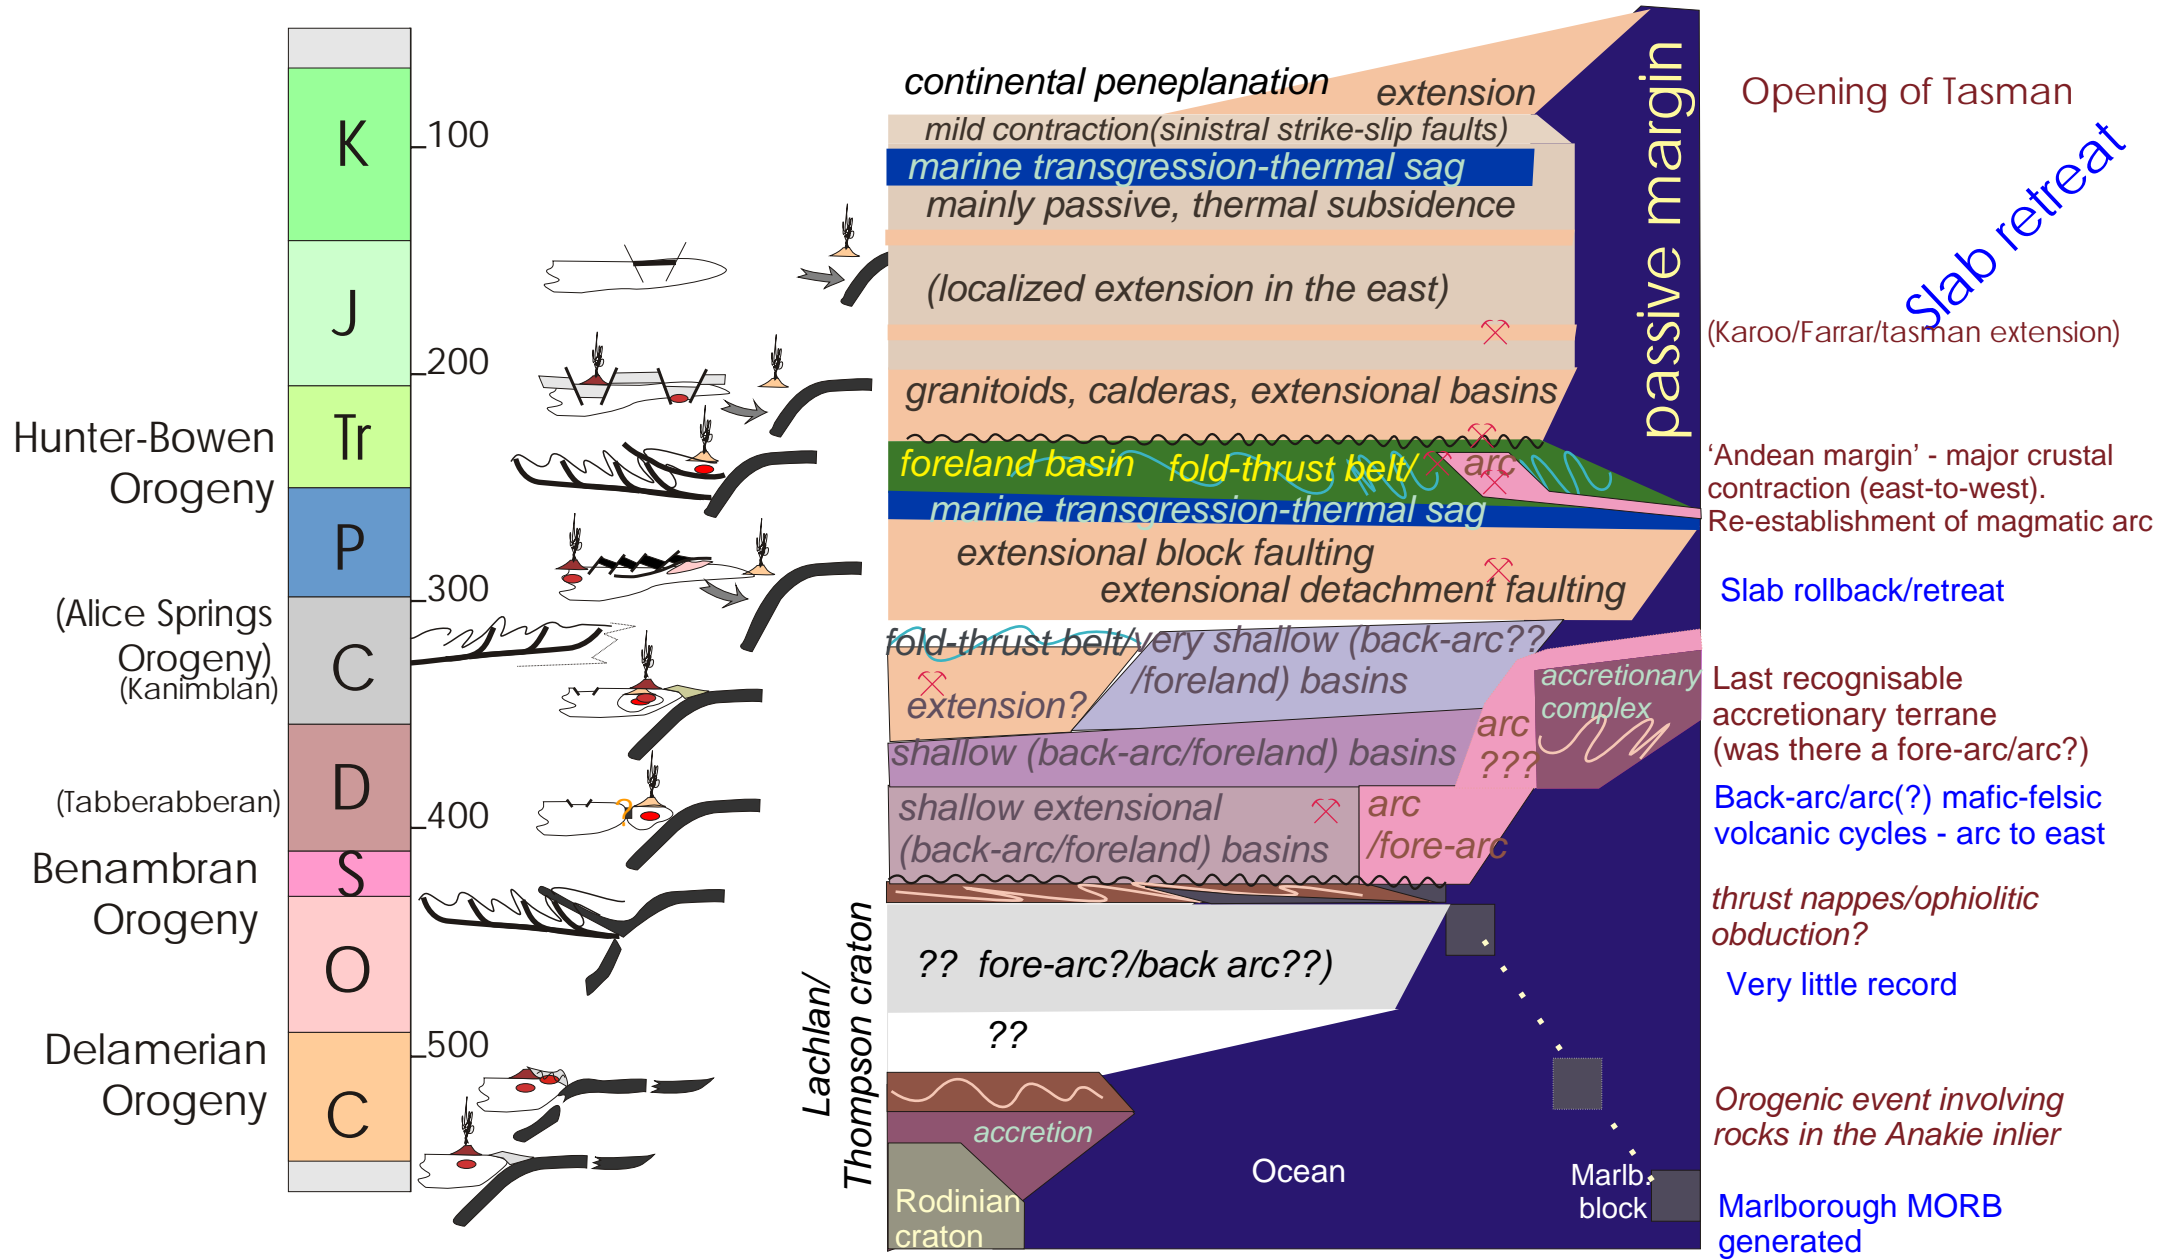 K
J
Tr
P
C
D
S
O
C
100
200
300
400
500
Hunter-Bowen
Orogeny
(Alice Springs
Orogeny)
(Kanimblan)
(Tabberabberan)
Benambran
Orogeny
Delamerian
Orogeny
?
Lachlan/
Thompson craton
continental peneplanation
extension
mild contraction(sinistral strike-slip faults)
marine transgression-thermal sag
mainly passive, thermal subsidence
(localized extension in the east)
granitoids, calderas, extensional basins
foreland basin fold-thrust belt/ arc
marine transgression-thermal sag
extensional block faulting
extensional detachment faulting
fold-thrust belt/very shallow (back-arc??
/foreland) basins
extension?
shallow (back-arc/foreland) basins
arc
???
accretionary
complex
shallow extensional
(back-arc/foreland) basins
arc
/fore-arc
?? fore-arc?/back arc??)
??
accretion
Rodinian
craton
Ocean
Marlb.
block
passive margin
Opening of Tasman
Slab retreat
(Karoo/Farrar/tasman extension)
‘Andean margin’ - major crustal
contraction (east-to-west).
Re-establishment of magmatic arc
Slab rollback/retreat
Last recognisable
accretionary terrane
(was there a fore-arc/arc?)
Back-arc/arc(?) mafic-felsic
volcanic cycles - arc to east
thrust nappes/ophiolitic
obduction?
Very little record
Orogenic event involving
rocks in the Anakie inlier
Marlborough MORB
generated